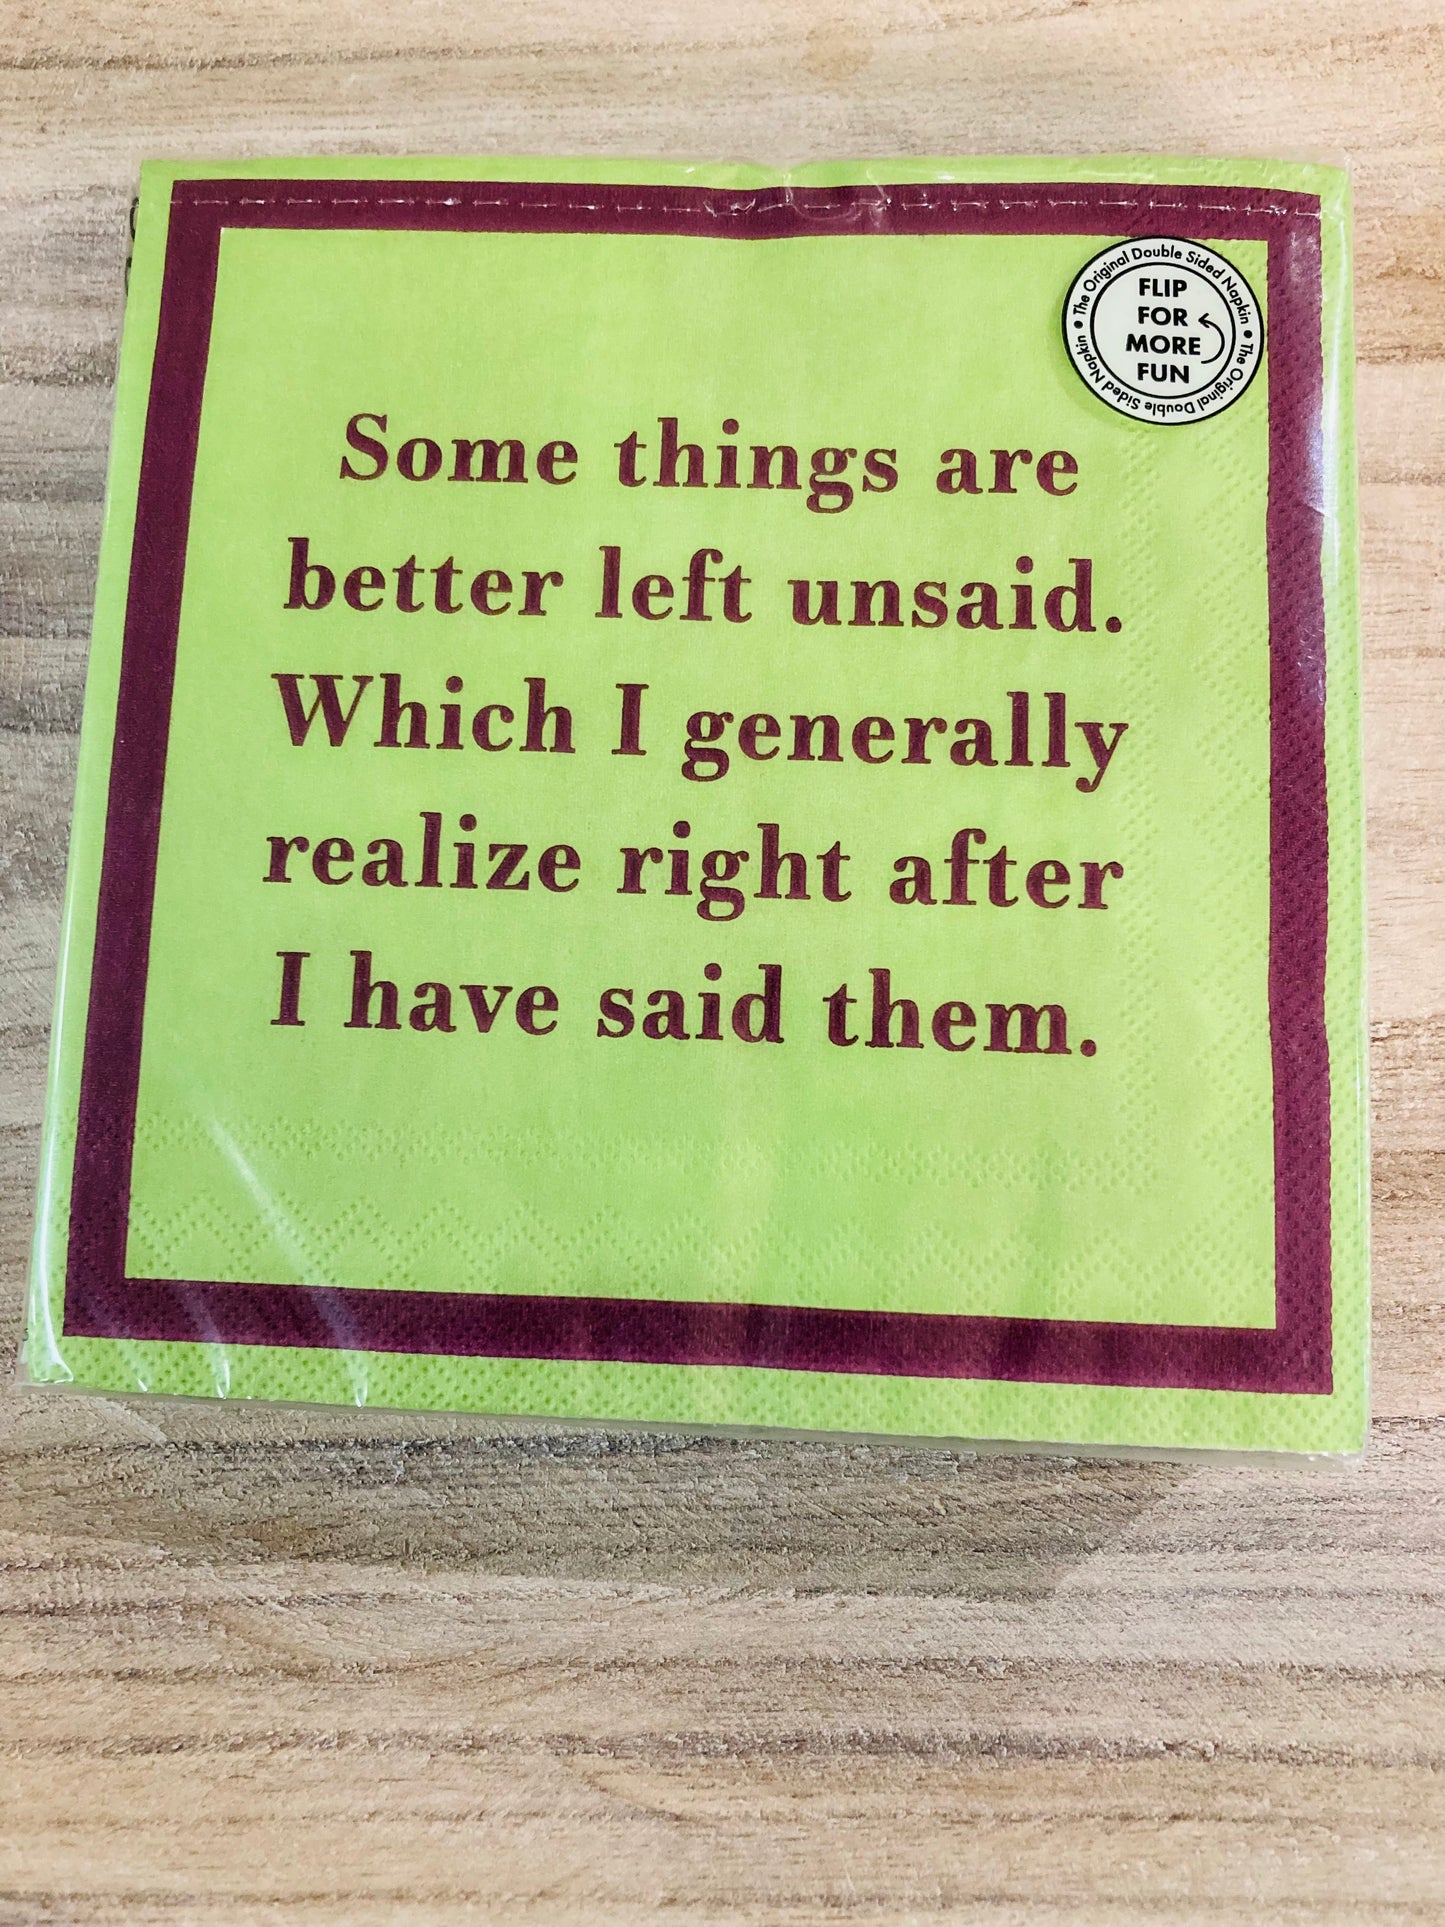 Some things are
better left unsaid.
Which I generally
realize right after
I have said them.
The Original Double Sided Napkin • The Original Double Sided Napkin •
FLIP
FOR
MORE
FUN